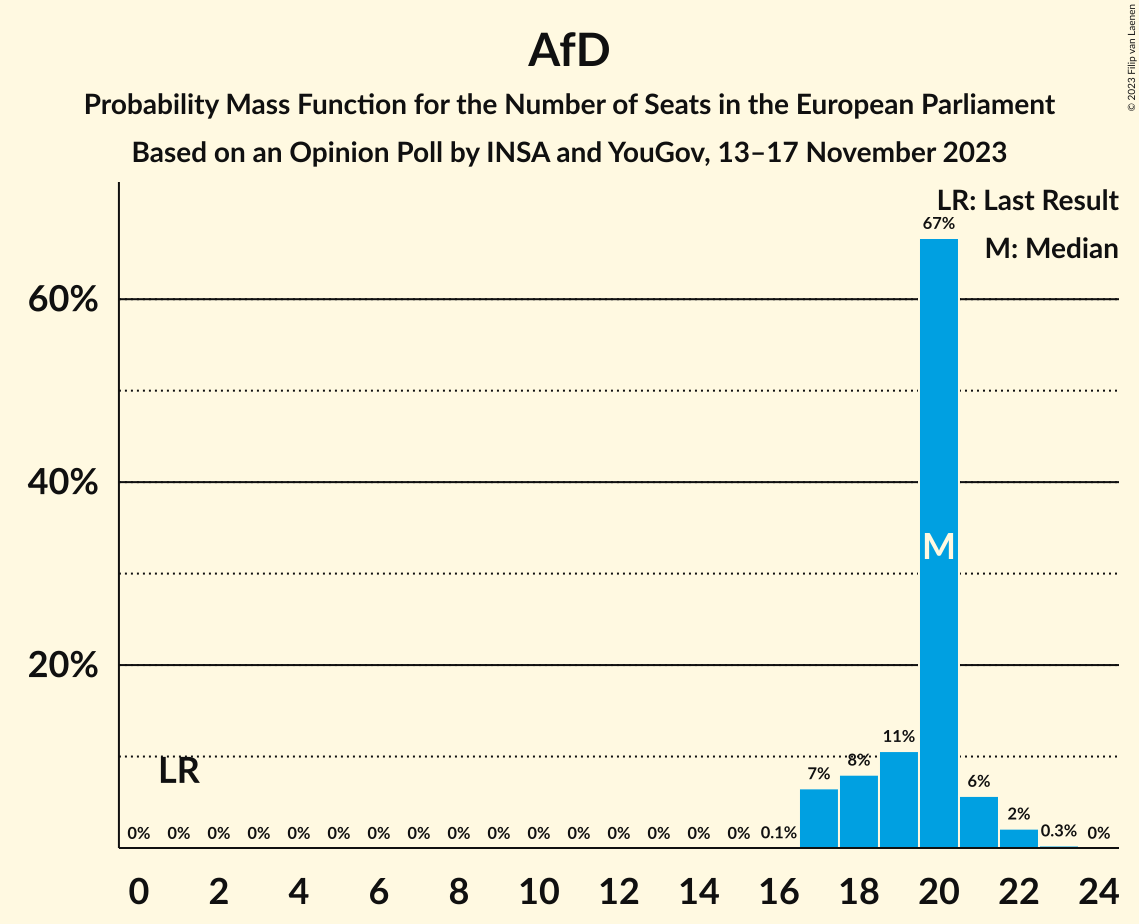 AfD
Probability Mass Function for the Number of Seats in the European Parliament
Based on an Opinion Poll by INSA and YouGov, 13–17 November 2023
© 2023 Filip van Laenen
LR: Last Result
M: Median
67%
60%
40%
M
20%
11%
LR
8%
7%
6%
2%
0% 0% 0% 0% 0% 0% 0% 0% 0% 0% 0% 0% 0% 0% 0% 0% 0.1% 0.3% 0%
0 2 4 6 8 10 12 14 16 18 20 22 24